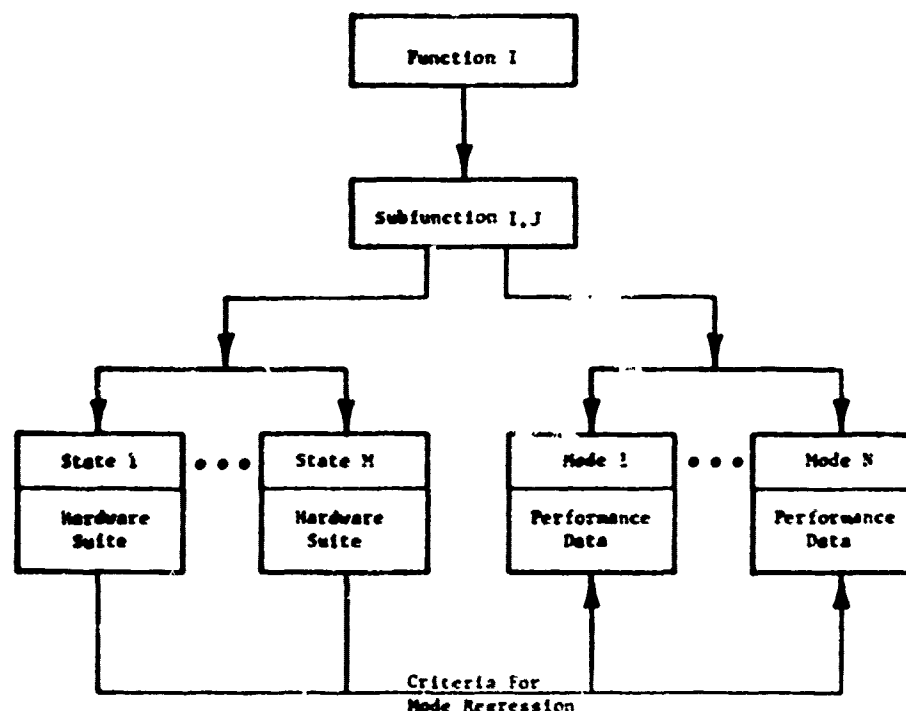 Function I
Subfunction I,J
State 1
State M
Mode 1
Mode N
Hardware
Suite
Hardware
Suite
Performance
Data
Performance
Data
Criteria For
Mode Regression